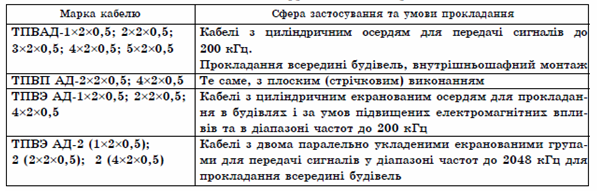 Марка кабелю
Сфера застосування та умови прокладання
ТПВАД-1×2×0,5; 2×2×0,5;
3×2×0,5; 4×2×0,5; 5×2×0,5
Кабелі з циліндричним осердям для передачі сигналів до
200 кГц.
Прокладання всередині будівель, внутрішньошафний монтаж
ТПВП АД-2×2×0,5; 4×2×0,5
Те саме, з плоским (стрічковим) виконанням
ТПВЭ АД-1×2×0,5; 2×2×0,5;
4×2×0,5
Кабелі з циліндричним екранованим осердям для прокладан-
ня в будівлях і за умов підвищених електромагнітних впли-
вів та в діапазоні частот до 200 кГц
ТПВЭ АД-2 (1×2×0,5);
2 (2×2×0,5); 2 (4×2×0,5)
Кабелі з двома паралельно укладеними екранованими група-
ми для передачі сигналів у діапазоні частот до 2048 кГц для
прокладання всередині будівель